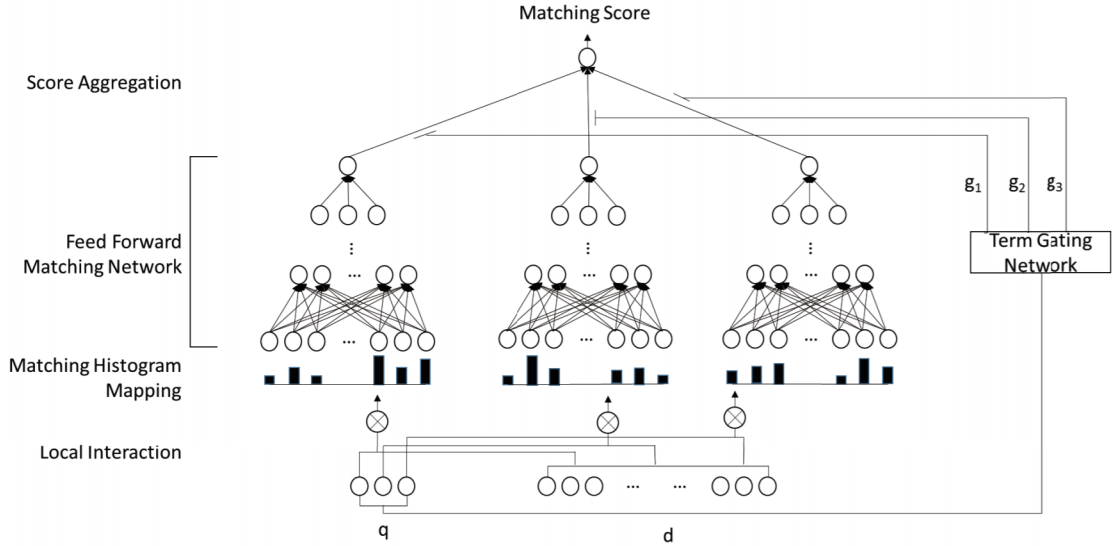 Matching Score
Score Aggregation
g1 g2 g3
Term Gating
Network
Feed Forward
Matching Network
...
...
...
...
...
...
...
...
...
Matching Histogram
Mapping
Local Interaction
... ...
q
d